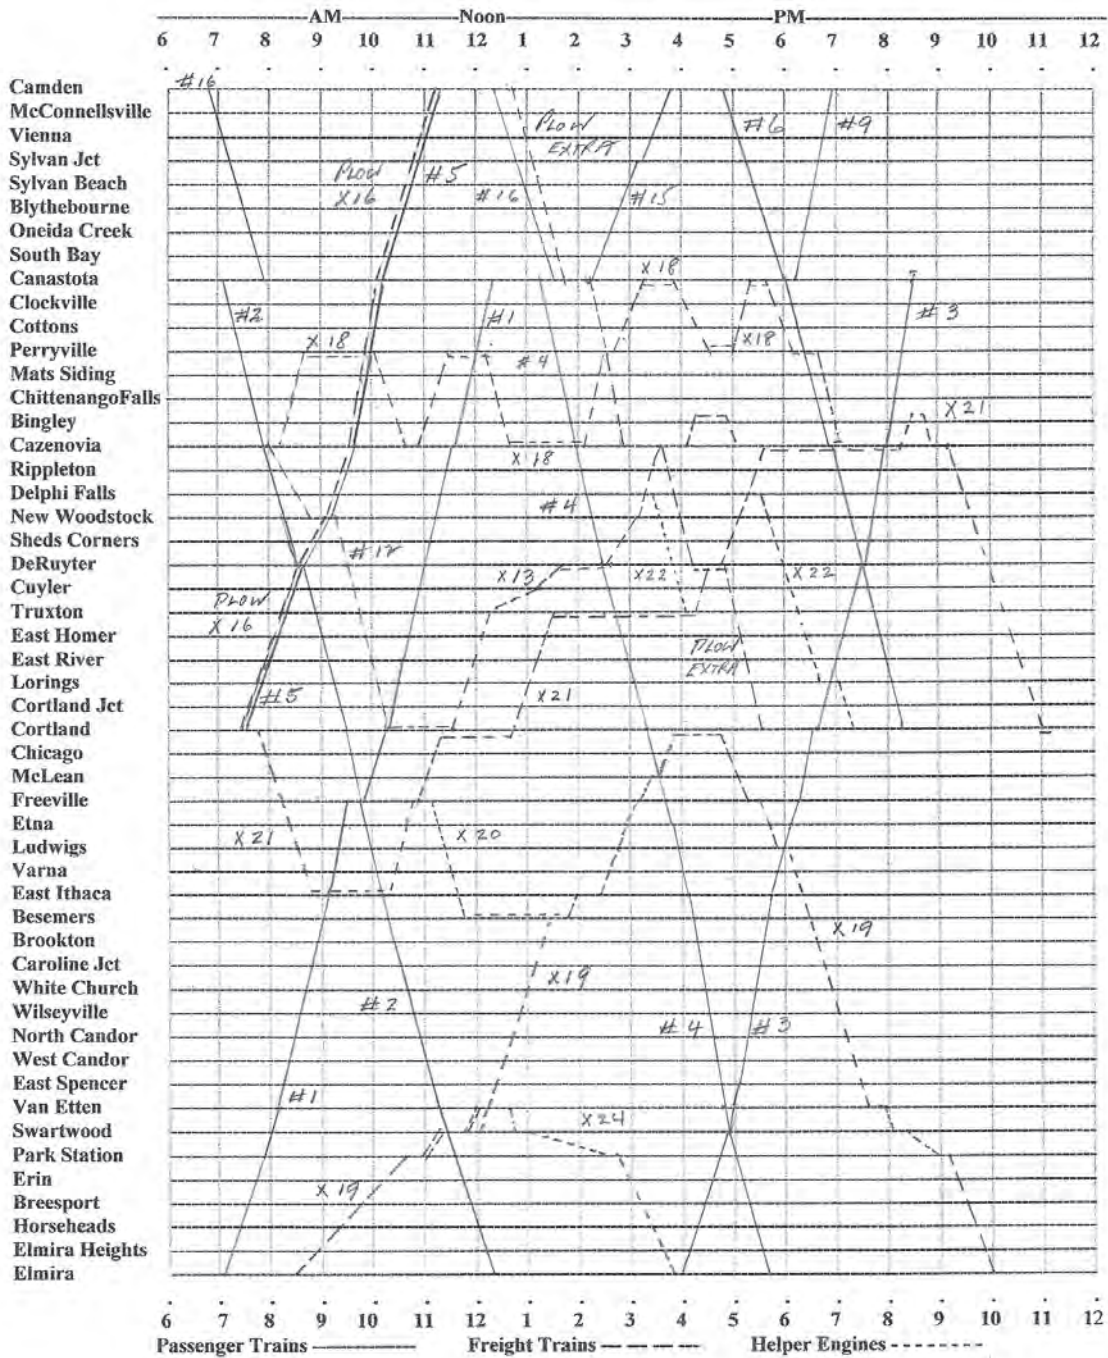 AM Noon PM
6 7 8 9 10 11 12 1 2 3 4 5 6 7 8 9 10 11 12
Camden #16
McConnellsville PLOW #6 #9
Vienna EXTRA
Sylvan Jct PLOW #5
Sylvan Beach X16 #16 #15
Blythebourne
Oneida Creek
South Bay
Canastota X18
Clockville
Cottons #2 #1 #3
Perryville X18 #4 X18
Mats Siding
ChittenangoFalls
Bingley X21
Cazenovia X18
Rippleton
Delphi Falls #4
New Woodstock
Sheds Corners #12
DeRuyter X13 X22 X22
Cuyler
Truxton PLOW
East Homer X16 PLOW
East River EXTRA
Lorings #5 X21
Cortland Jct
Cortland
Chicago
McLean
Freeville
Etna X21 X20
Ludwigs
Varna
East Ithaca
Besemers X19
Brookton
Caroline Jct X19
White Church
Wilseyville #2
North Candor #4 #3
West Candor
East Spencer
Van Etten #1 X24
Swartwood
Park Station
Erin X19
Breesport
Horseheads
Elmira Heights
Elmira
6 7 8 9 10 11 12 1 2 3 4 5 6 7 8 9 10 11 12
Passenger Trains Freight Trains Helper Engines